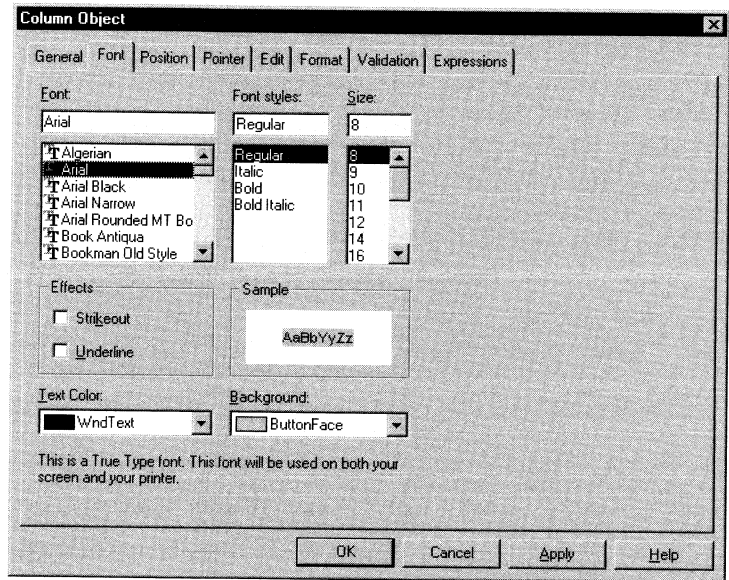 Column Object
General Font Position Pointer Edit Format Validation Expressions
Font: Font styles: Size:
Arial Regular 8
Algerian Regular 8
Arial Italic 9
Arial Black Bold 10
Arial Narrow Bold Italic 11
Arial Rounded MT Bo 12
Book Antiqua 14
Bookman Old Style 16
Effects Sample
Strikeout
AaBbYyZz
Underline
Text Color: Background:
WndText ButtonFace
This is a True Type font. This font will be used on both your
screen and your printer.
OK Cancel Apply Help